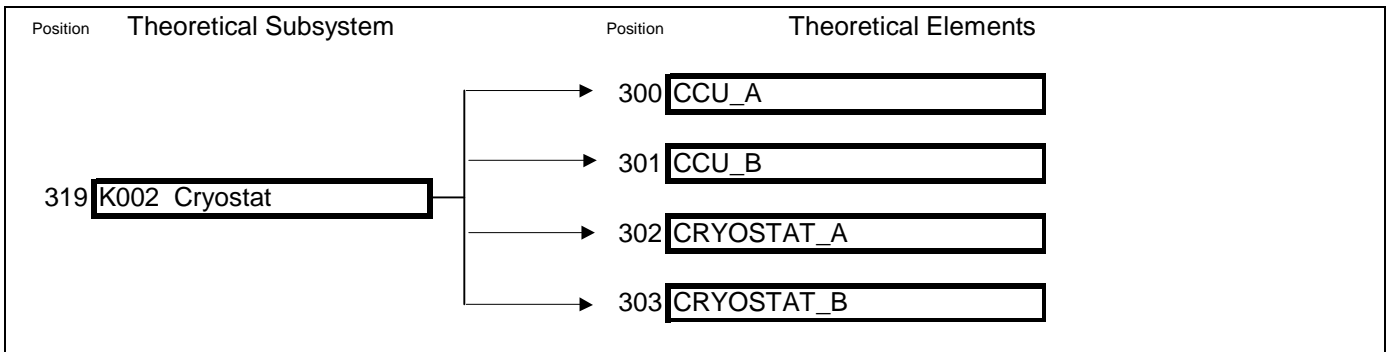 Position Theoretical Subsystem Position Theoretical Elements
300 CCU_A
301 CCU_B
319 K002 Cryostat
302 CRYOSTAT_A
303 CRYOSTAT_B